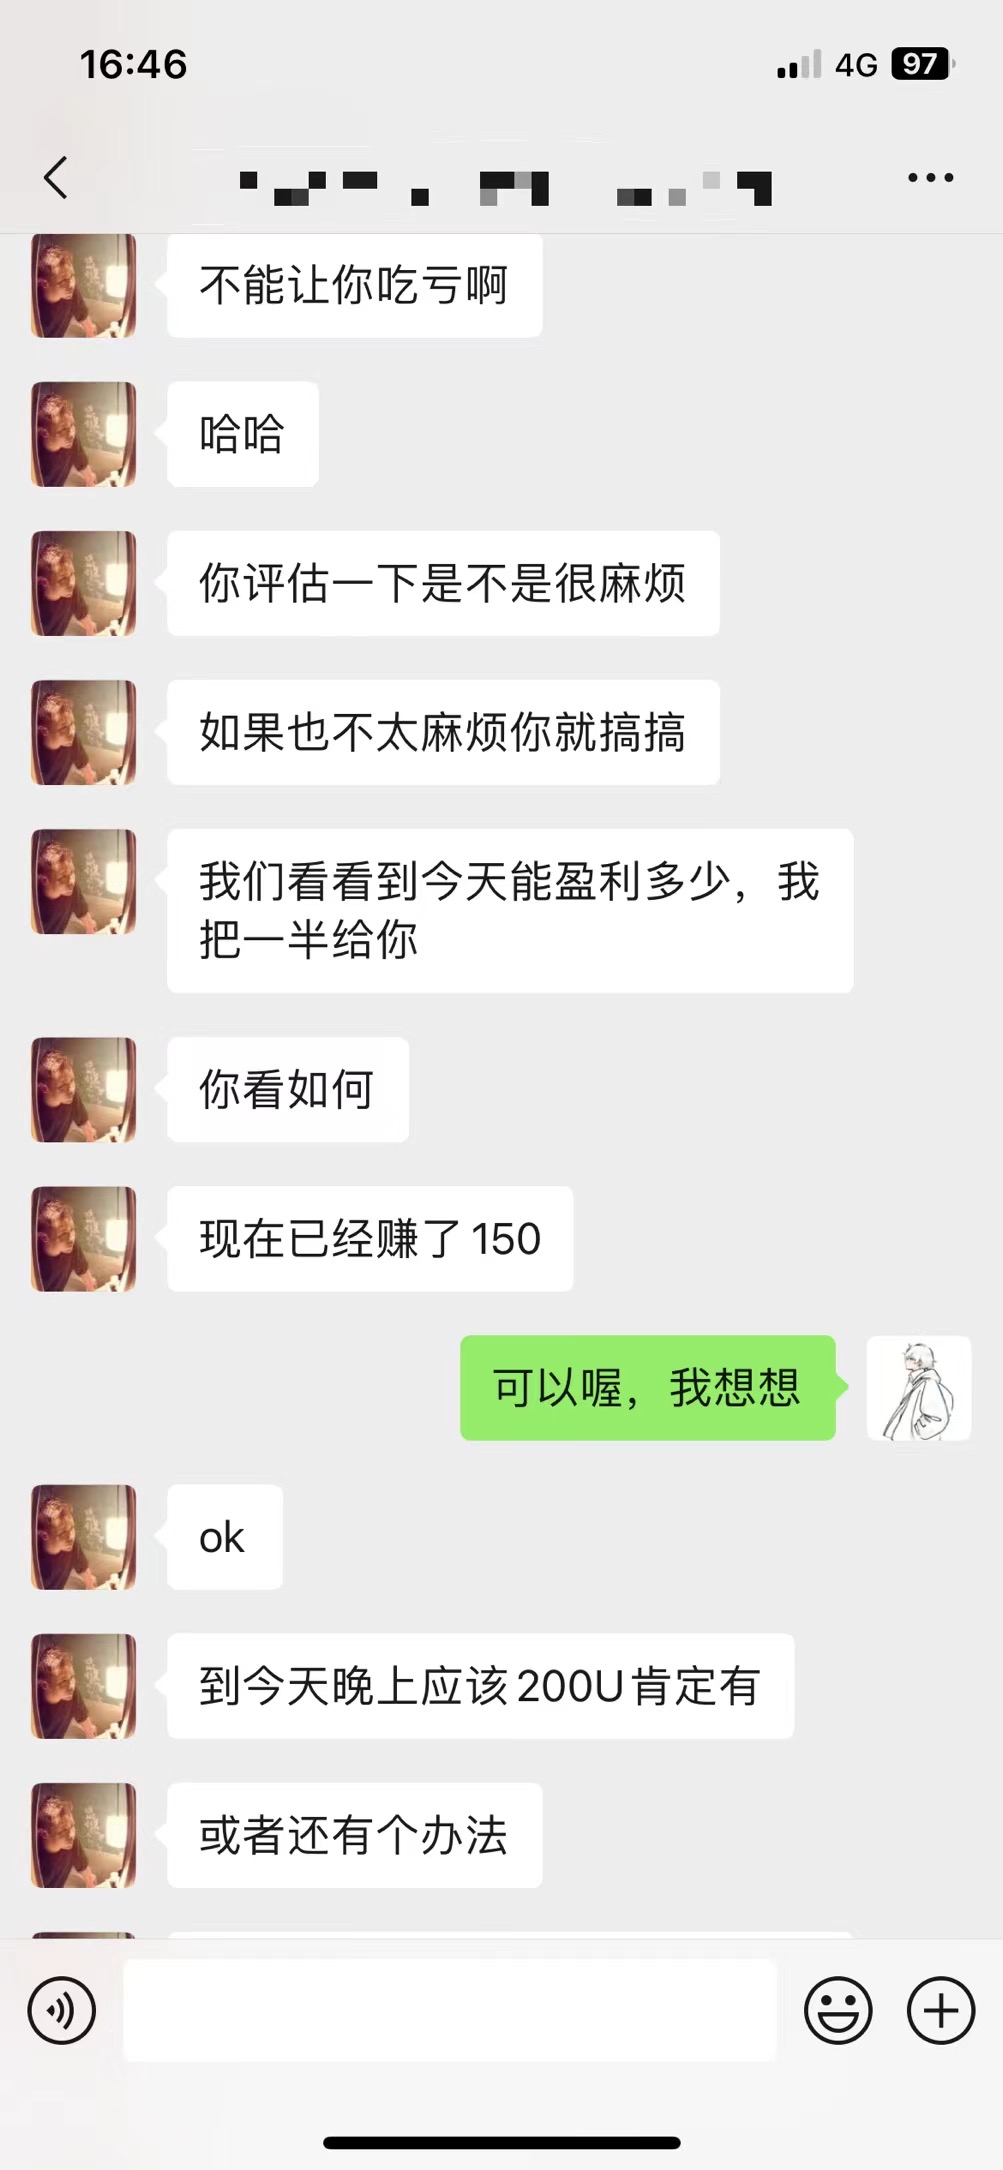 16:46
4G 97
不能让你吃亏啊
哈哈
你评估一下是不是很麻烦
如果也不太麻烦你就搞搞
我们看看到今天能盈利多少，我
把一半给你
你看如何
现在已经赚了150
可以喔，我想想
ok
到今天晚上应该200U肯定有
或者还有个办法